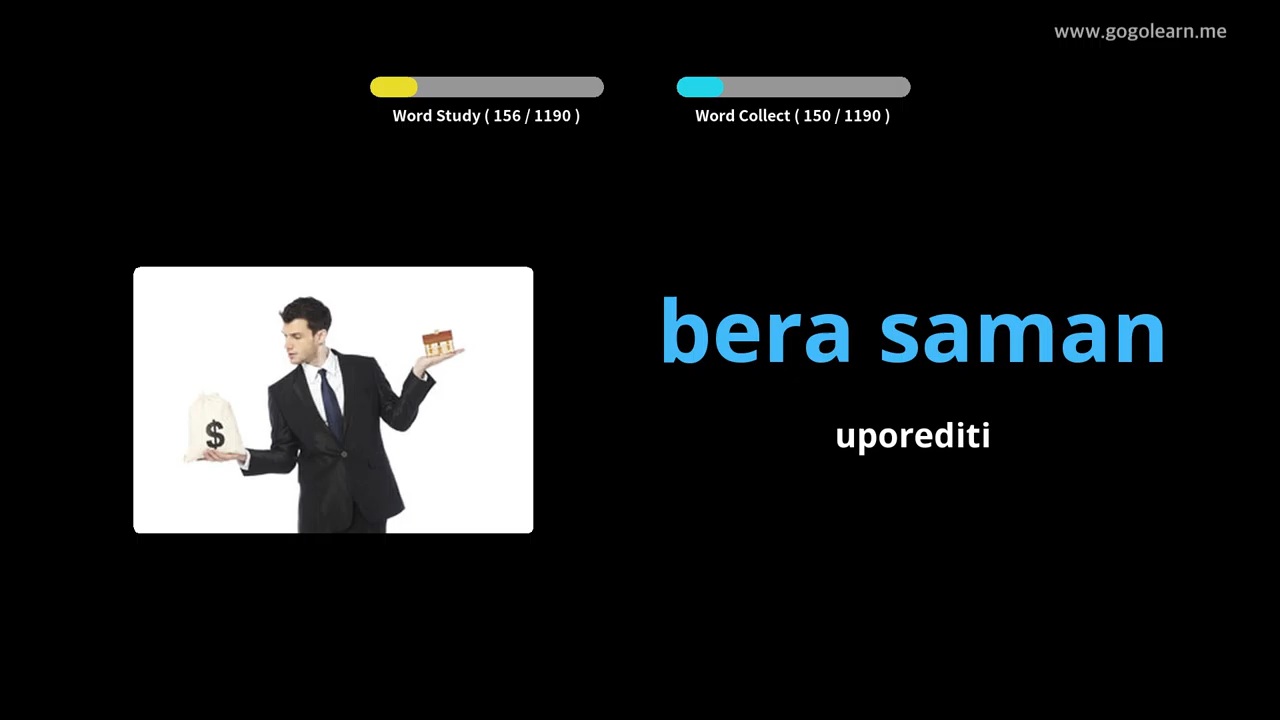 www.gogolearn.me
Word Study ( 156 / 1190 )
Word Collect ( 150 / 1190 )
$
bera saman
uporediti